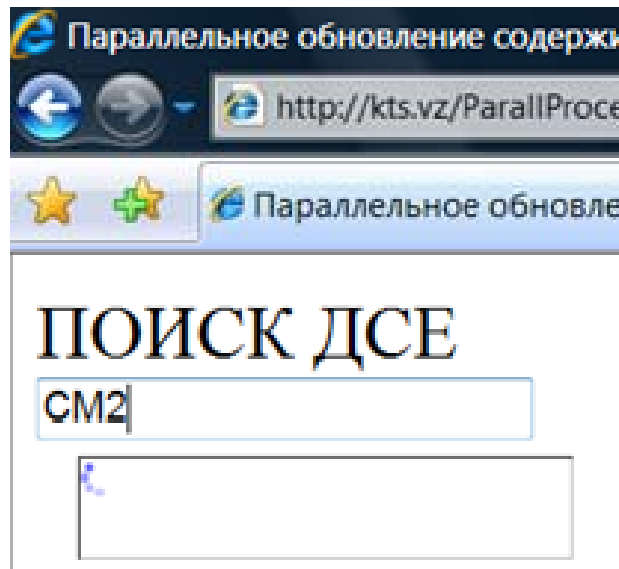 Параллельное обновление содержи
http://kts.vz/ParallProce
Параллельное обновле
ПОИСК ДСЕ
СМ2